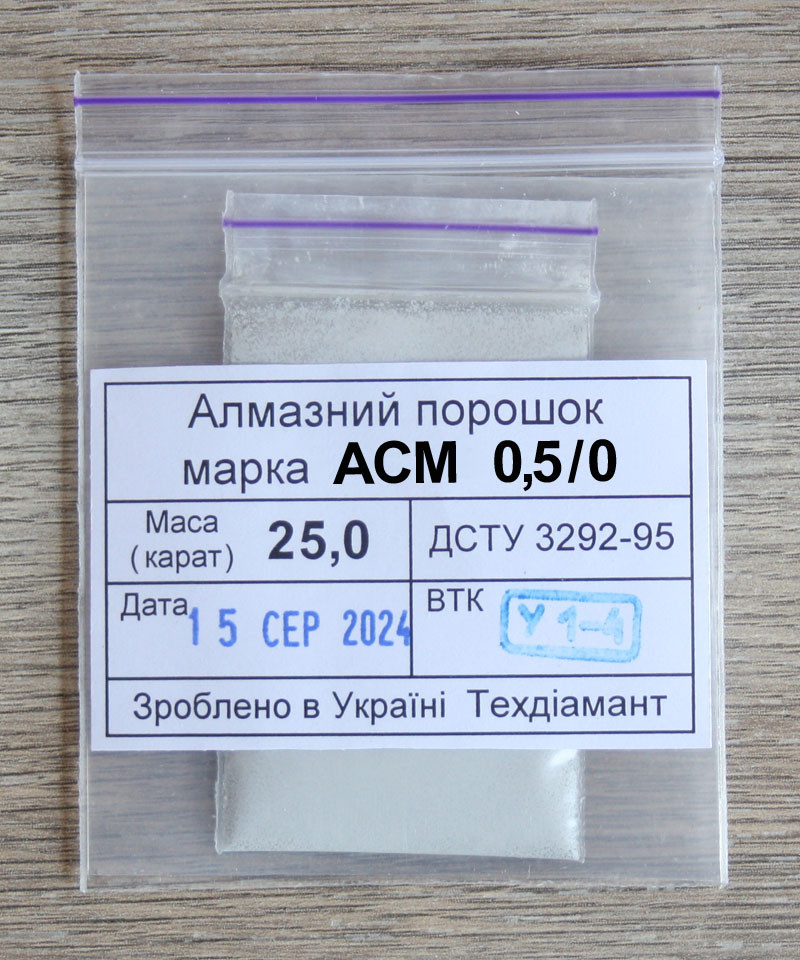 Алмазний порошок
марка АСМ 0,5/0
Маса
(карат) 25,0
ДСТУ 3292-95
Дата 15 СЕР 2024
ВТК У 1-4
Зроблено в Україні Техдіамант